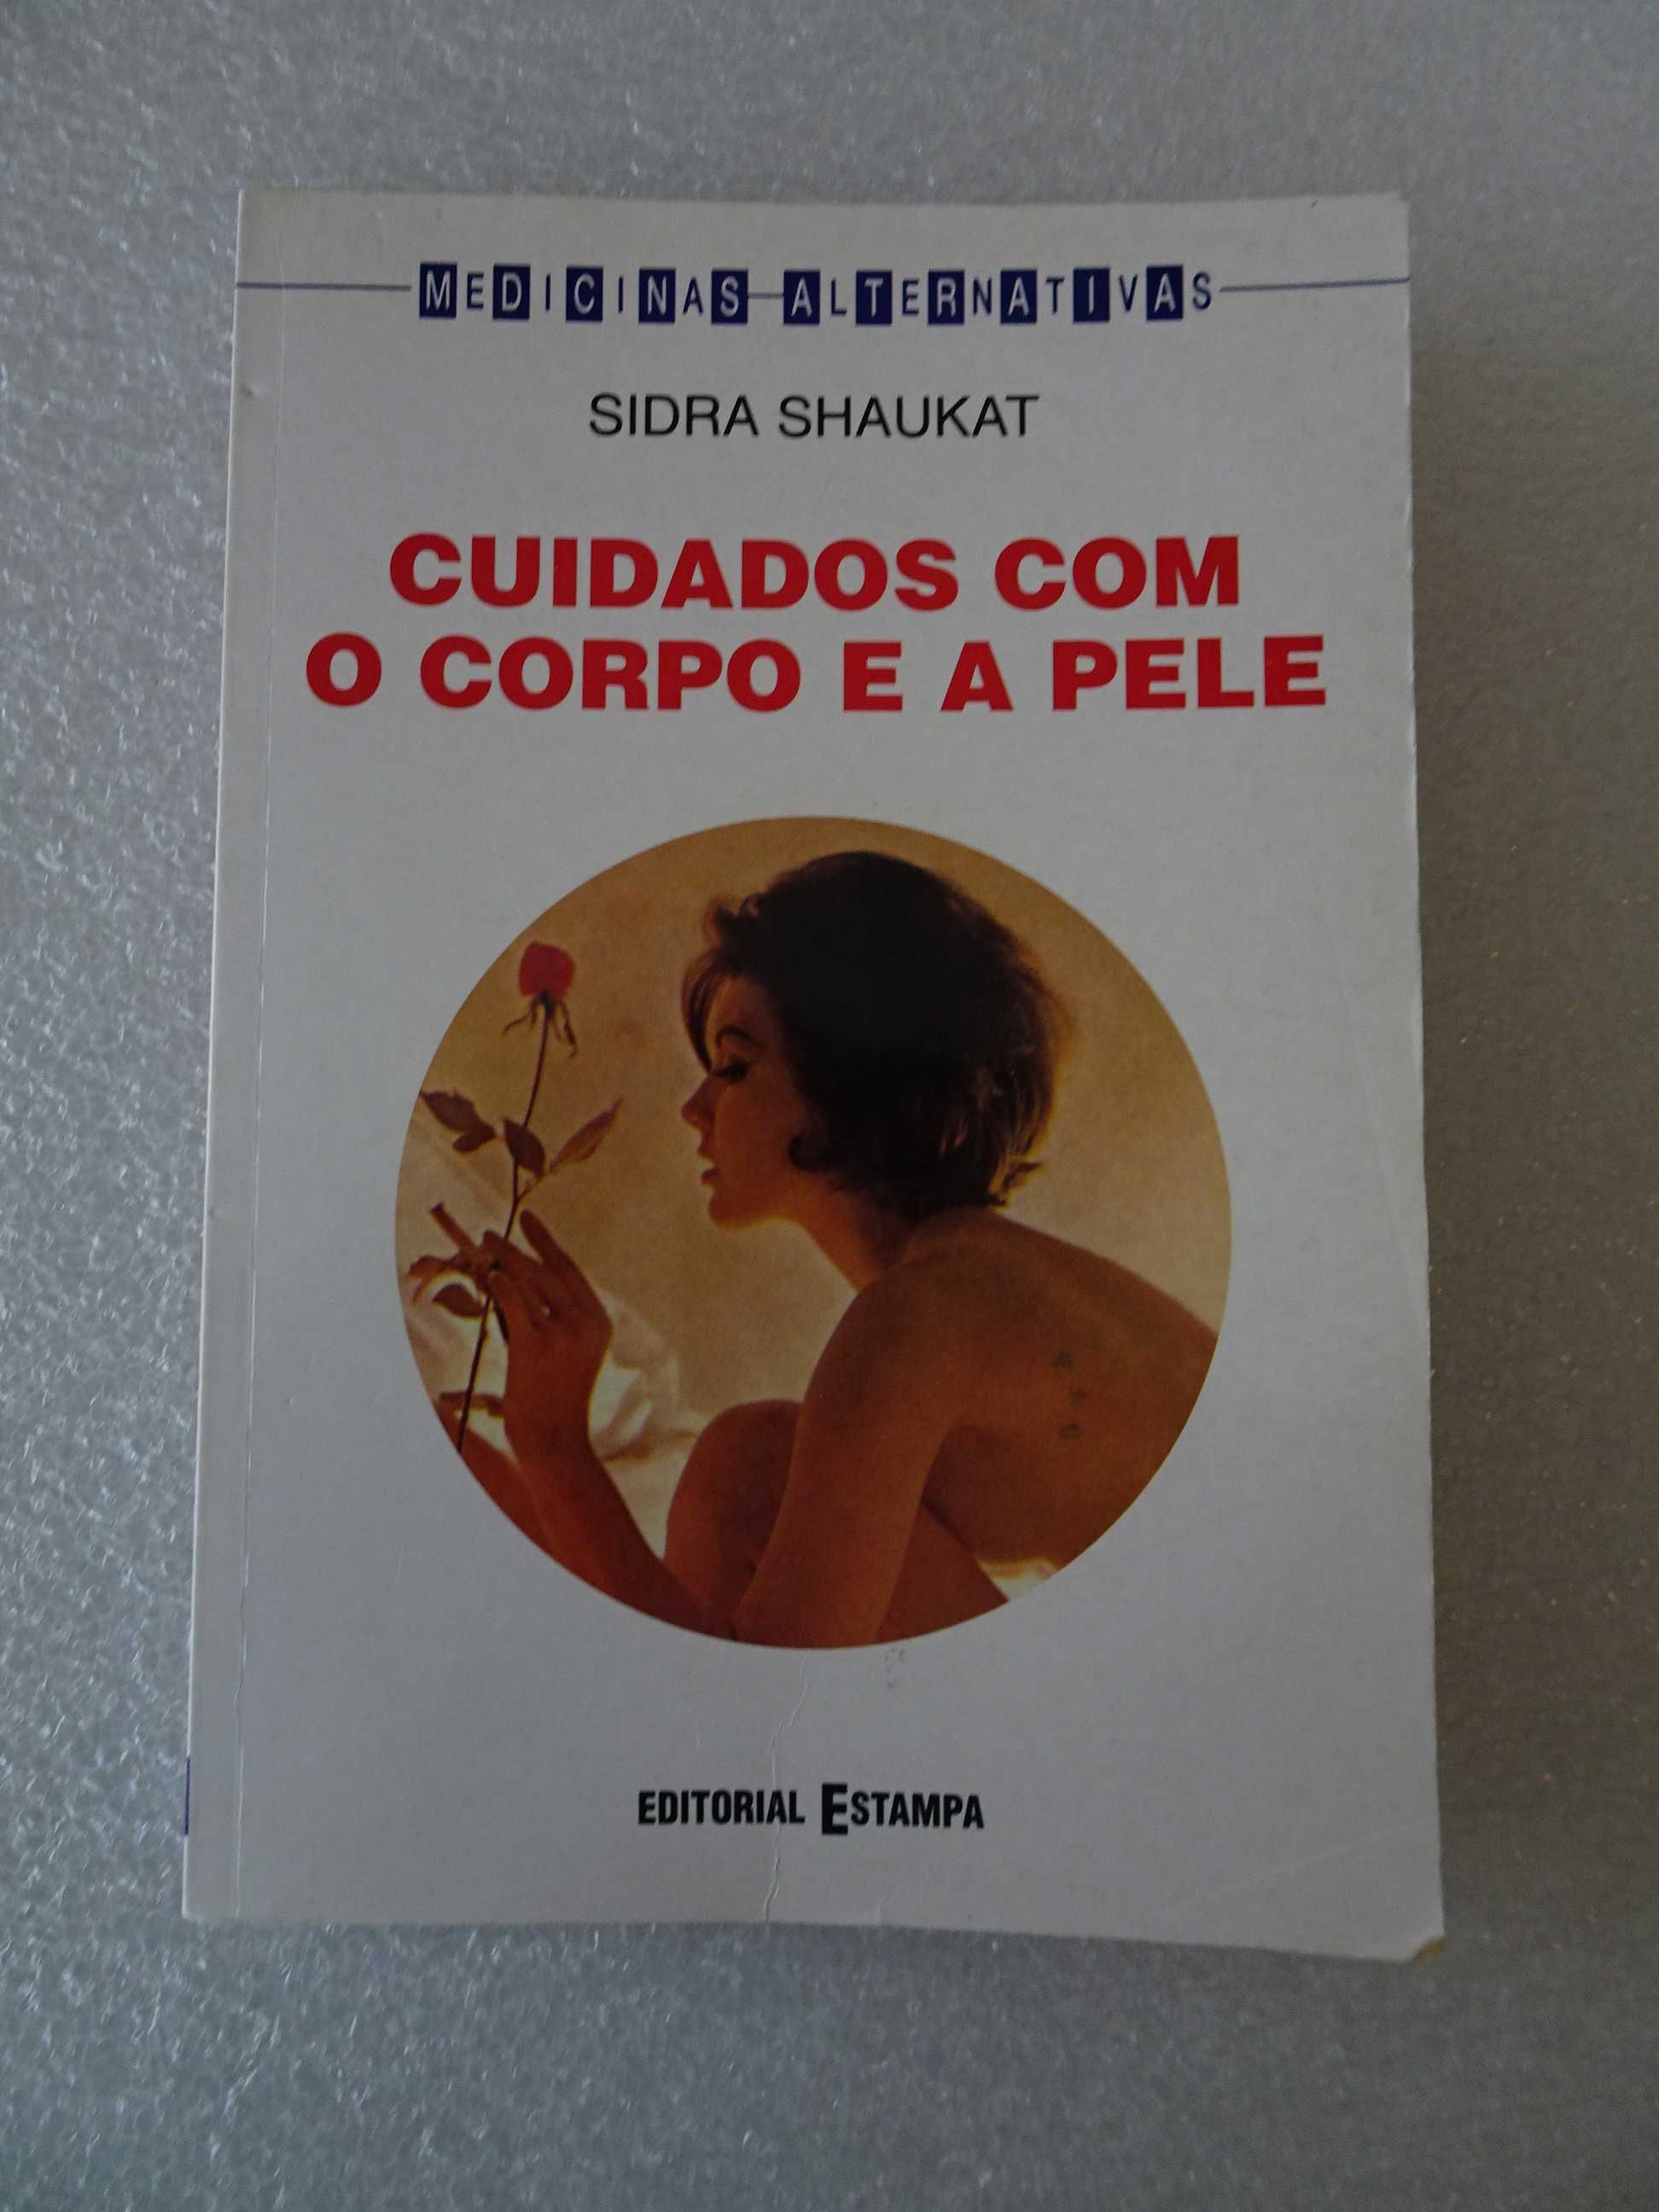 MEDICINAS ALTERNATIVAS
SIDRA SHAUKAT
CUIDADOS COM
O CORPO E A PELE
EDITORIAL ESTAMPA